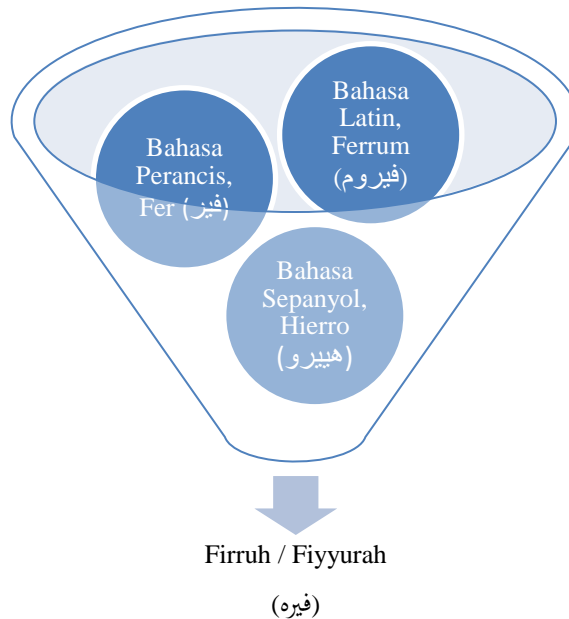 Bahasa
Latin,
Ferrum
(فيروم)
Bahasa
Perancis,
Fer (فير)
Bahasa
Sepanyol,
Hierro
(هييرو)
Firruh / Fiyyurah
(فيره)